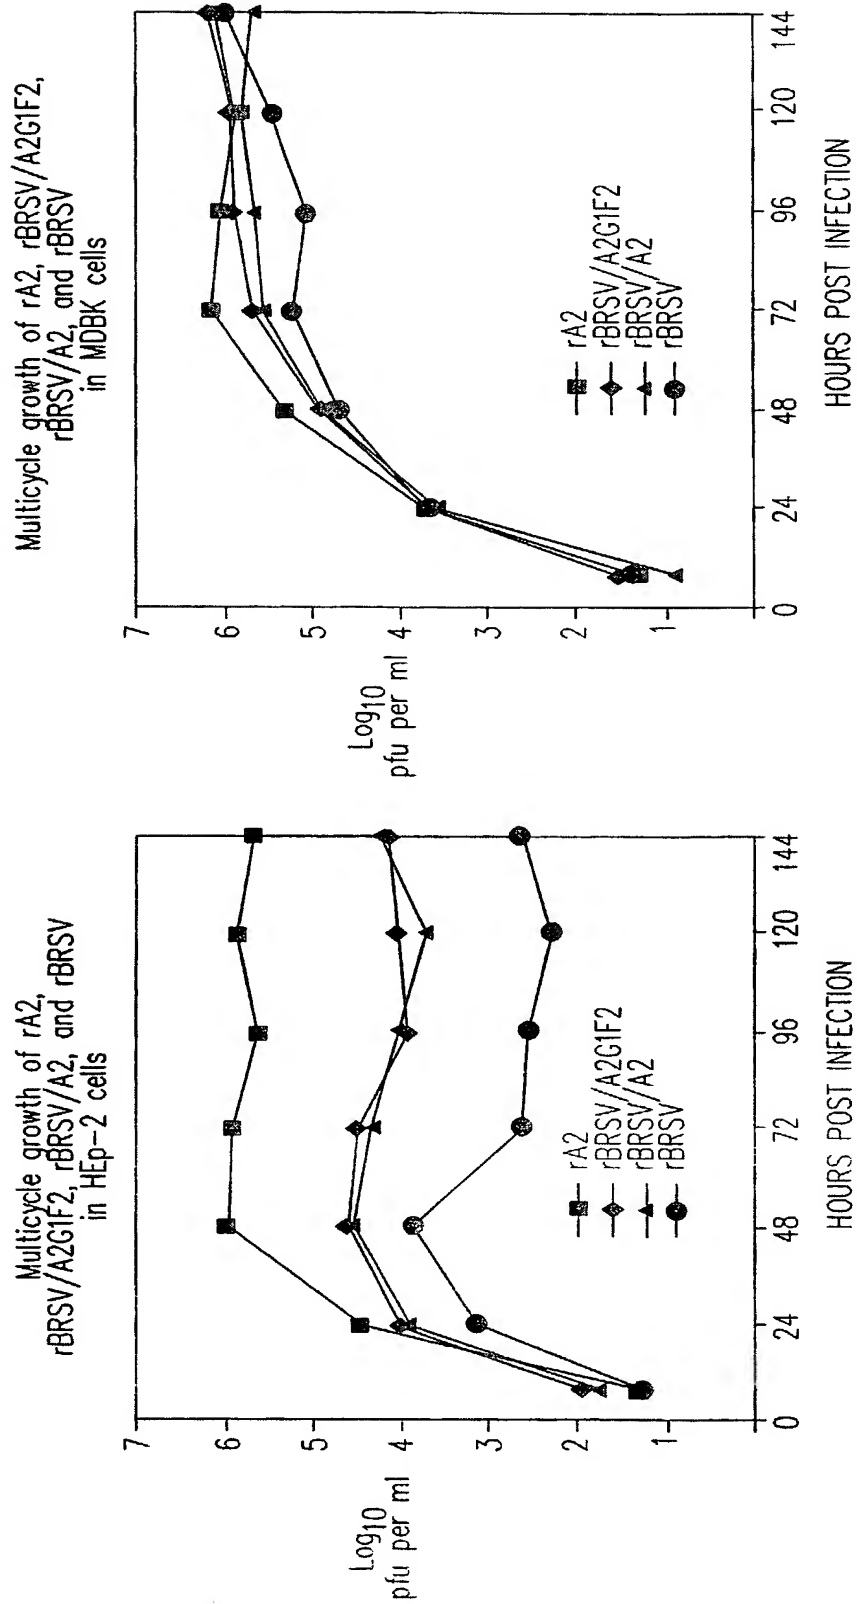 Multicycle growth of rA2,
rBRSV/A2G1F2, rBRSV/A2, and rBRSV
in HEp-2 cells
7
6
5
4
3
2
1
Log10
pfu per ml
rA2
rBRSV/A2G1F2
rBRSV/A2
rBRSV
0 24 48 72 96 120 144
HOURS POST INFECTION
Multicycle growth of rA2, rBRSV/A2G1F2,
rBRSV/A2, and rBRSV
in MDBK cells
7
6
5
4
3
2
1
Log10
pfu per ml
rA2
rBRSV/A2G1F2
rBRSV/A2
rBRSV
0 24 48 72 96 120 144
HOURS POST INFECTION